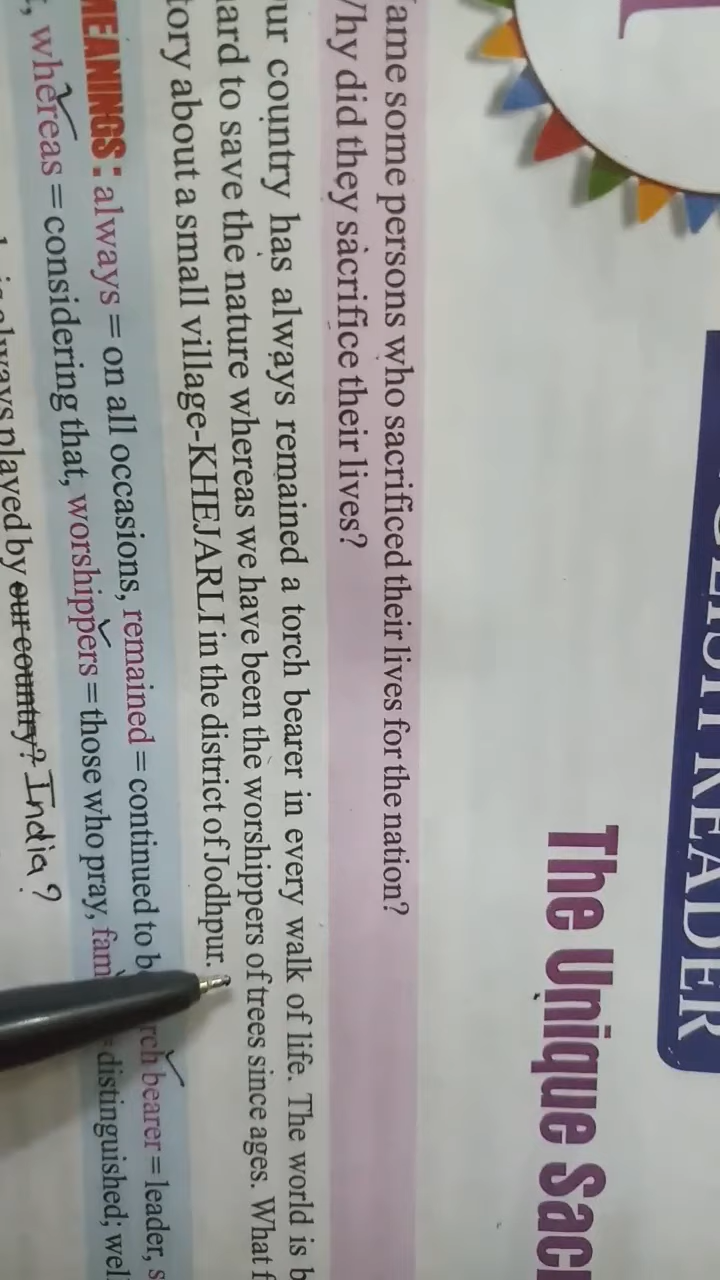 READER
The Unique
ame some persons who sacrificed their lives for the nation?
hy did they sacrifice their lives?
ur country has always remained a torch bearer in every walk of life. The world is b
ard to save the nature whereas we have been the worshippers of trees since ages. What f
tory about a small village-KHEJARLI in the district of Jodhpur.
MEANINGS: always = on all occasions, remained = continued to b rch bearer = leader, s
, whereas = considering that, worshippers = those who pray, fam = distinguished; wel
always played by our country? India?